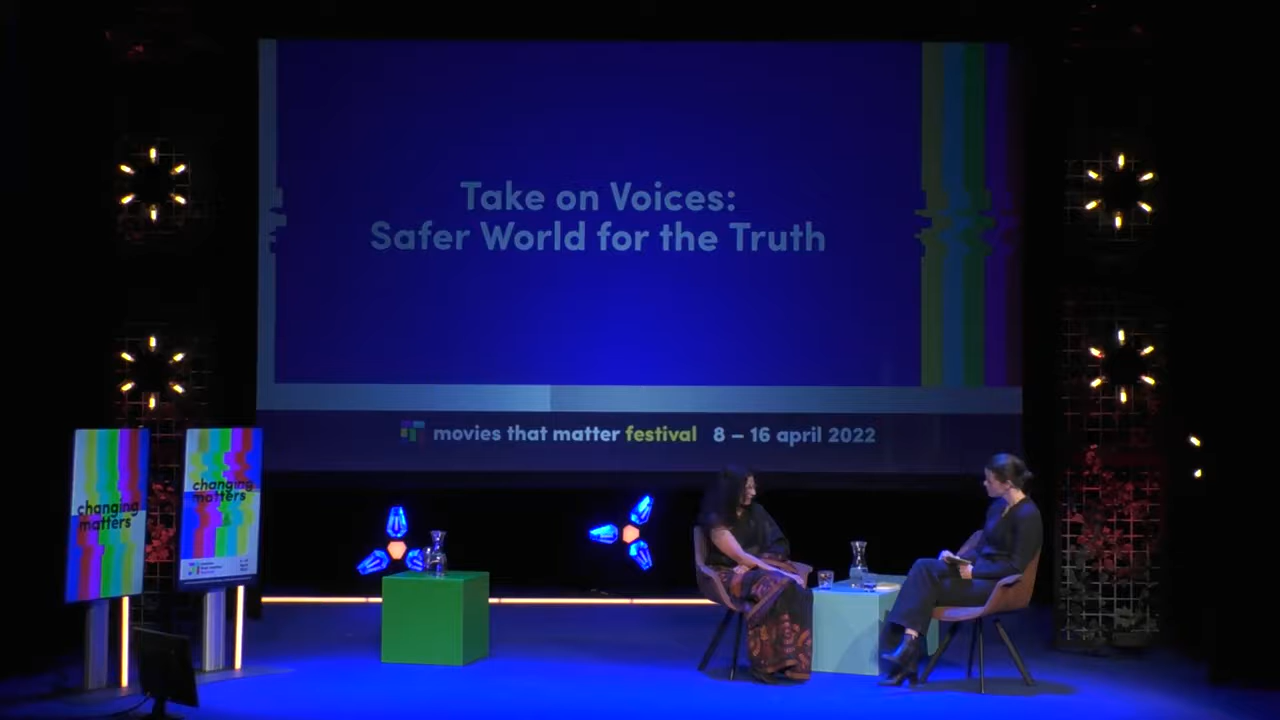 Take on Voices:
Safer World for the Truth
movies that matter festival 8 – 16 april 2022
changing
matters
changing
matters